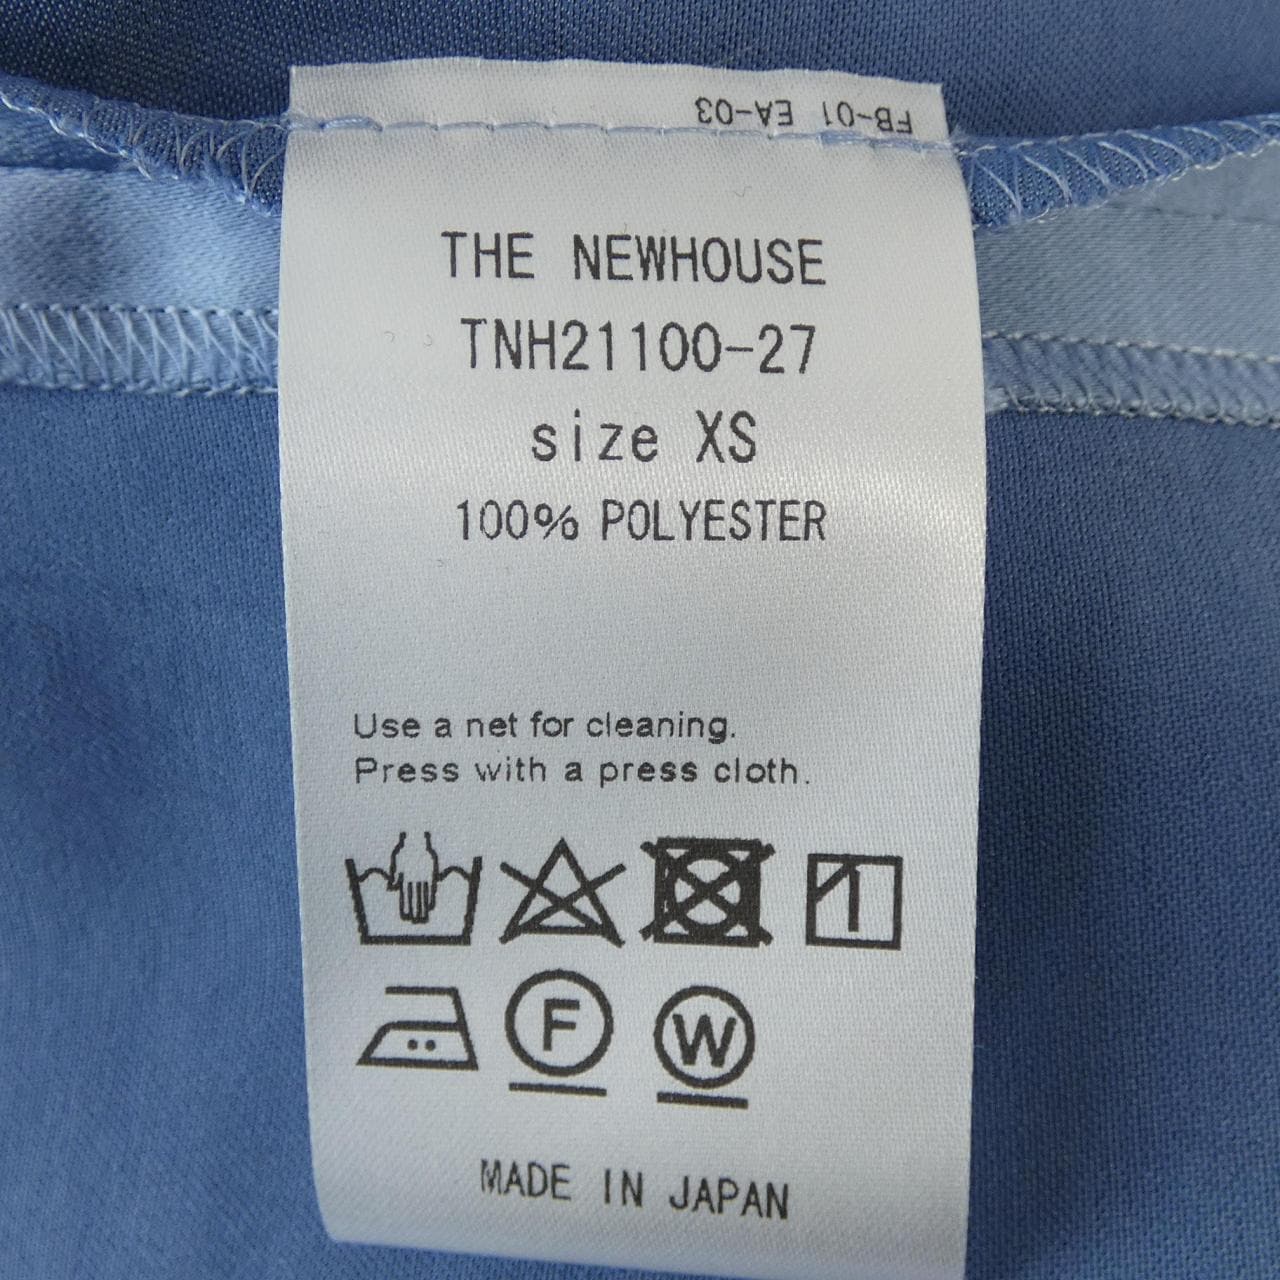 FB-01 EA-03
THE NEWHOUSE
TNH21100-27
size XS
100% POLYESTER
Use a net for cleaning.
Press with a press cloth.
F
W
MADE IN JAPAN